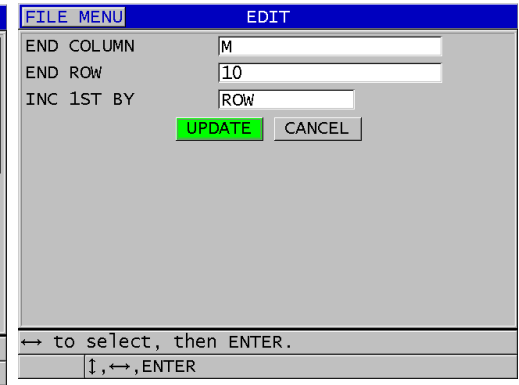 FILE MENU EDIT
END COLUMN M
END ROW 10
INC 1ST BY ROW
UPDATE CANCEL
↔ to select, then ENTER.
↕,↔,ENTER